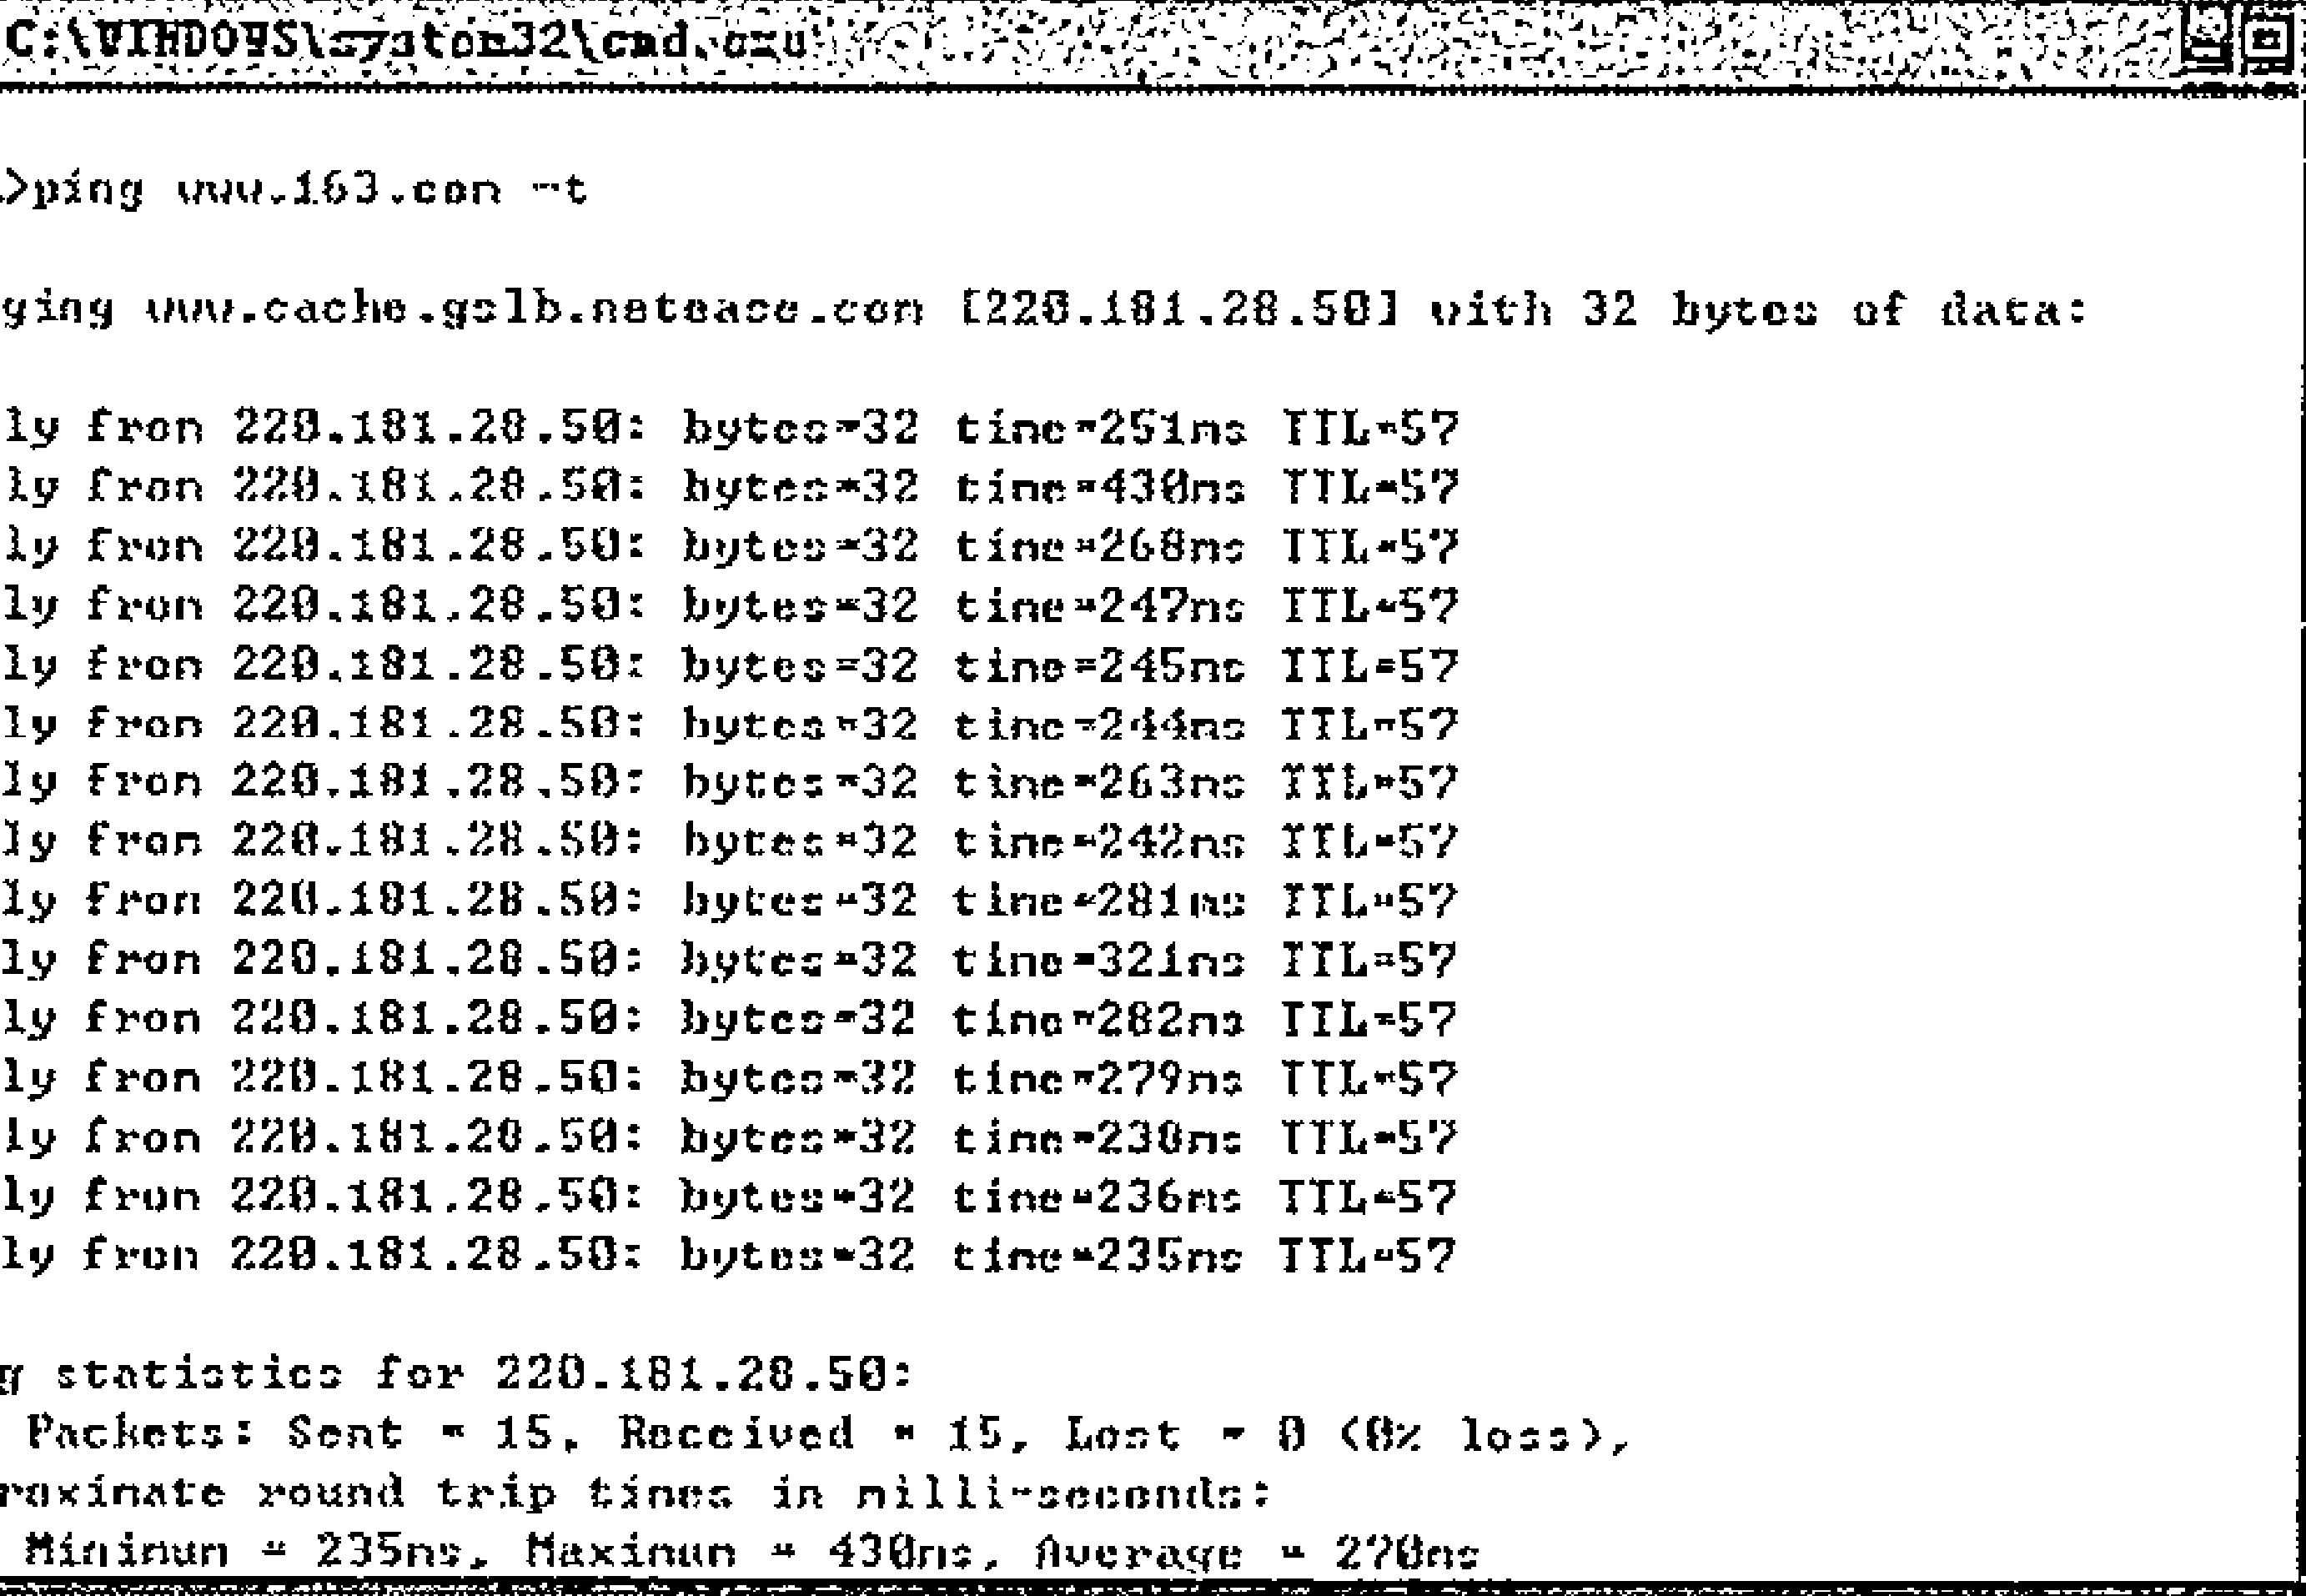 C:\WINDOWS\system32\cmd.exe
.>ping www.163.com -t
ging www.cache.gslb.netease.com [220.181.28.50] with 32 bytes of data:
ly from 220.181.28.50: bytes=32 time=251ms TTL=57
ly from 220.181.28.50: bytes=32 time=430ms TTL=57
ly from 220.181.28.50: bytes=32 time=268ms TTL=57
ly from 220.181.28.50: bytes=32 time=247ms TTL=57
ly from 220.181.28.50: bytes=32 time=245ms TTL=57
ly from 220.181.28.50: bytes=32 time=244ms TTL=57
ly from 220.181.28.50: bytes=32 time=263ms TTL=57
ly from 220.181.28.50: bytes=32 time=242ms TTL=57
ly from 220.181.28.50: bytes=32 time=281ms TTL=57
ly from 220.181.28.50: bytes=32 time=321ms TTL=57
ly from 220.181.28.50: bytes=32 time=282ms TTL=57
ly from 220.181.28.50: bytes=32 time=279ms TTL=57
ly from 220.181.28.50: bytes=32 time=238ms TTL=57
ly from 220.181.28.50: bytes=32 time=236ms TTL=57
ly from 220.181.28.50: bytes=32 time=235ms TTL=57
g statistics for 220.181.28.50:
Packets: Sent = 15, Received = 15, Lost = 0 (0% loss),
roximate round trip times in milli-seconds:
Minimum = 235ms, Maximum = 430ms, Average = 270ms